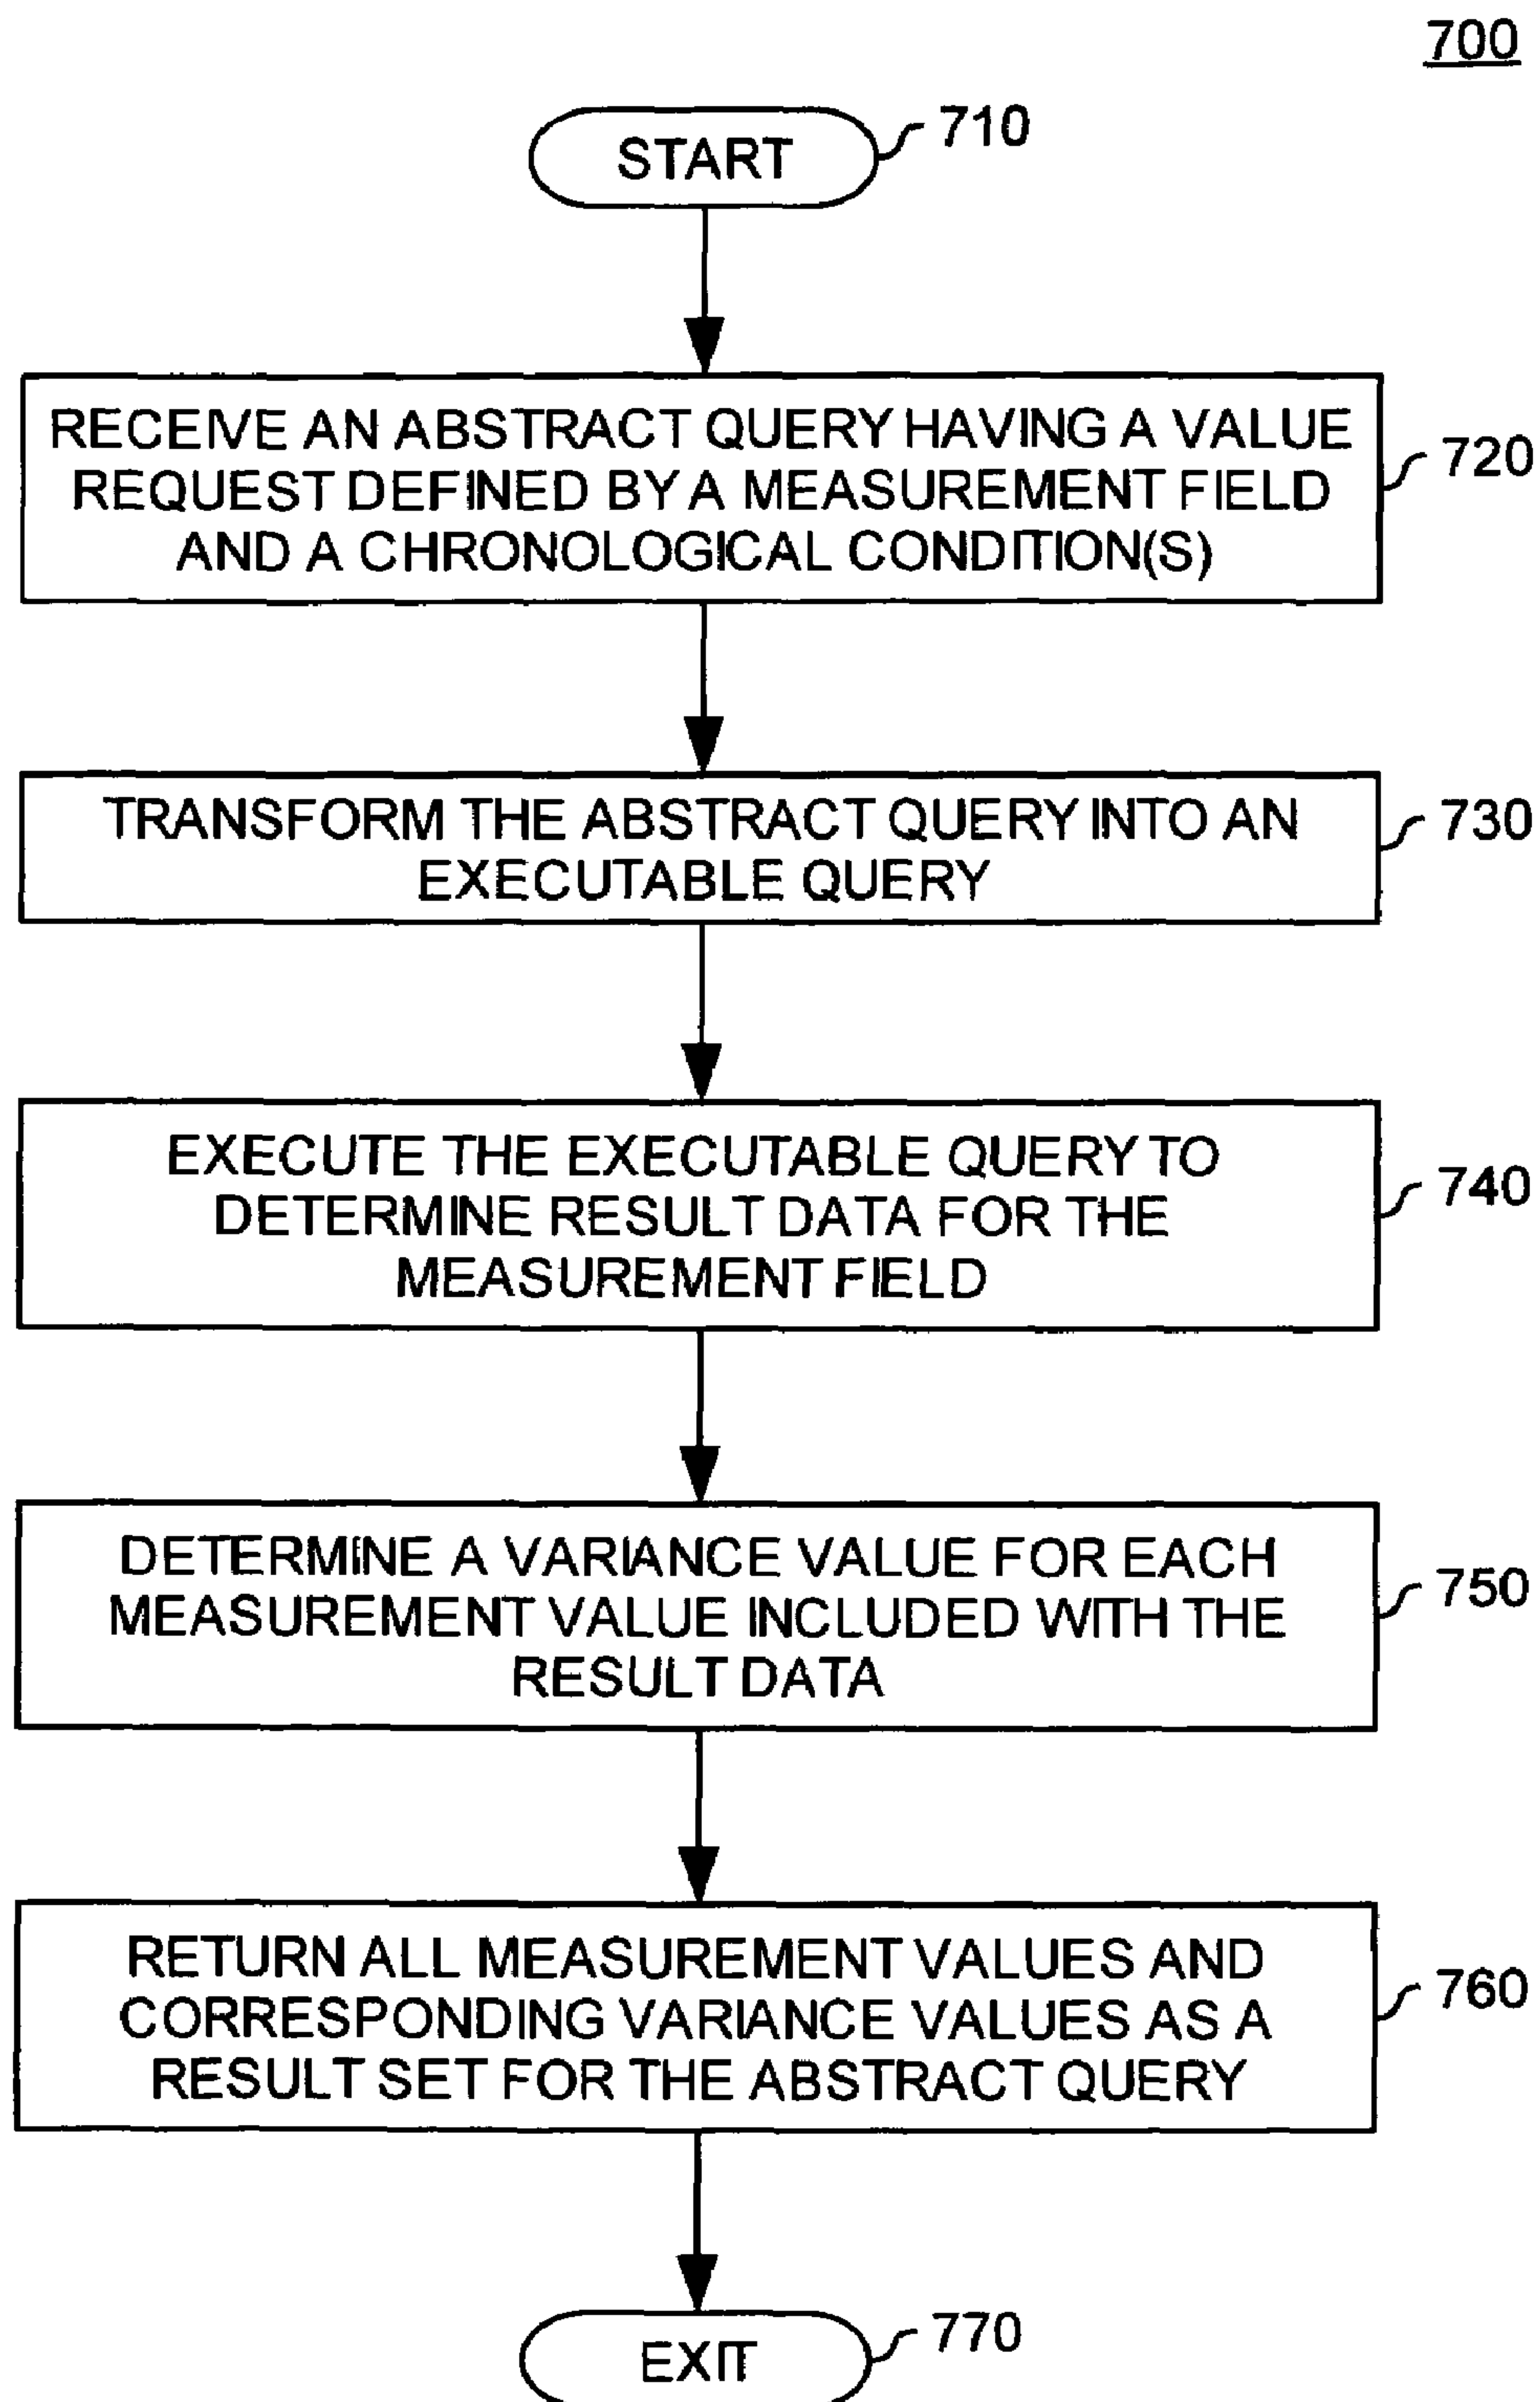 700
START
710
RECEIVE AN ABSTRACT QUERY HAVING A VALUE
REQUEST DEFINED BY A MEASUREMENT FIELD
AND A CHRONOLOGICAL CONDITION(S)
720
TRANSFORM THE ABSTRACT QUERY INTO AN
EXECUTABLE QUERY
730
EXECUTE THE EXECUTABLE QUERY TO
DETERMINE RESULT DATA FOR THE
MEASUREMENT FIELD
740
DETERMINE A VARIANCE VALUE FOR EACH
MEASUREMENT VALUE INCLUDED WITH THE
RESULT DATA
750
RETURN ALL MEASUREMENT VALUES AND
CORRESPONDING VARIANCE VALUES AS A
RESULT SET FOR THE ABSTRACT QUERY
760
EXIT
770